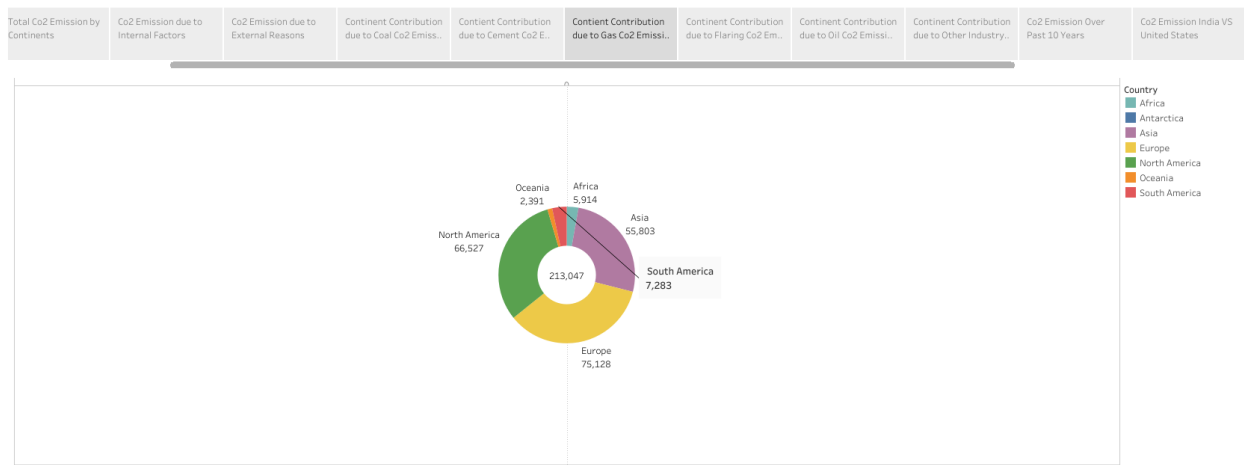 Total Co2 Emission by
Continents
Co2 Emission due to
Internal Factors
Co2 Emission due to
External Reasons
Continent Contribution
due to Coal Co2 Emiss..
Contient Contribution
due to Cement Co2 E..
Contient Contribution
due to Gas Co2 Emissi..
Continent Contribution
due to Flaring Co2 Em..
Continent Contribution
due to Oil Co2 Emissi..
Continent Contribution
due to Other Industry..
Co2 Emission Over
Past 10 Years
Co2 Emission India VS
United States
Country
Africa
Antarctica
Asia
Europe
North America
Oceania
South America
Oceania
2,391
Africa
5,914
Asia
55,803
North America
66,527
213,047
South America
7,283
Europe
75,128